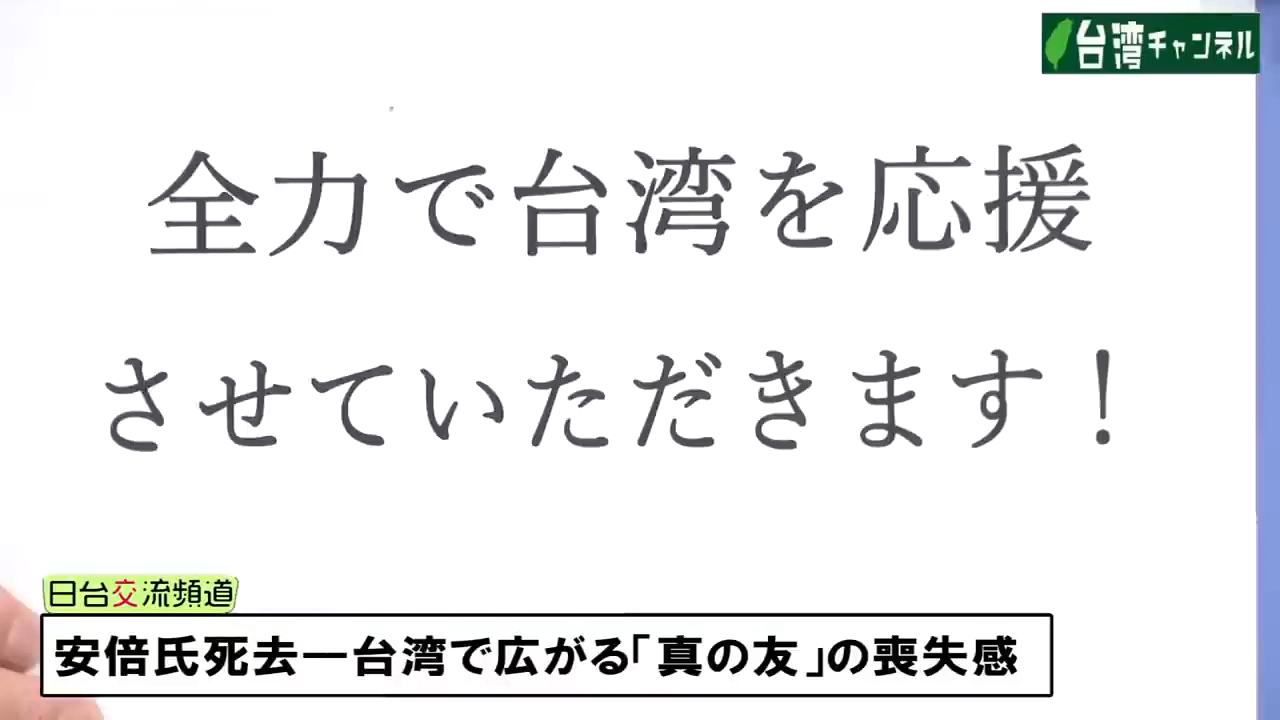 台湾チャンネル
全力で台湾を応援
させていただきます！
日台交流頻道
安倍氏死去―台湾で広がる「真の友」の喪失感